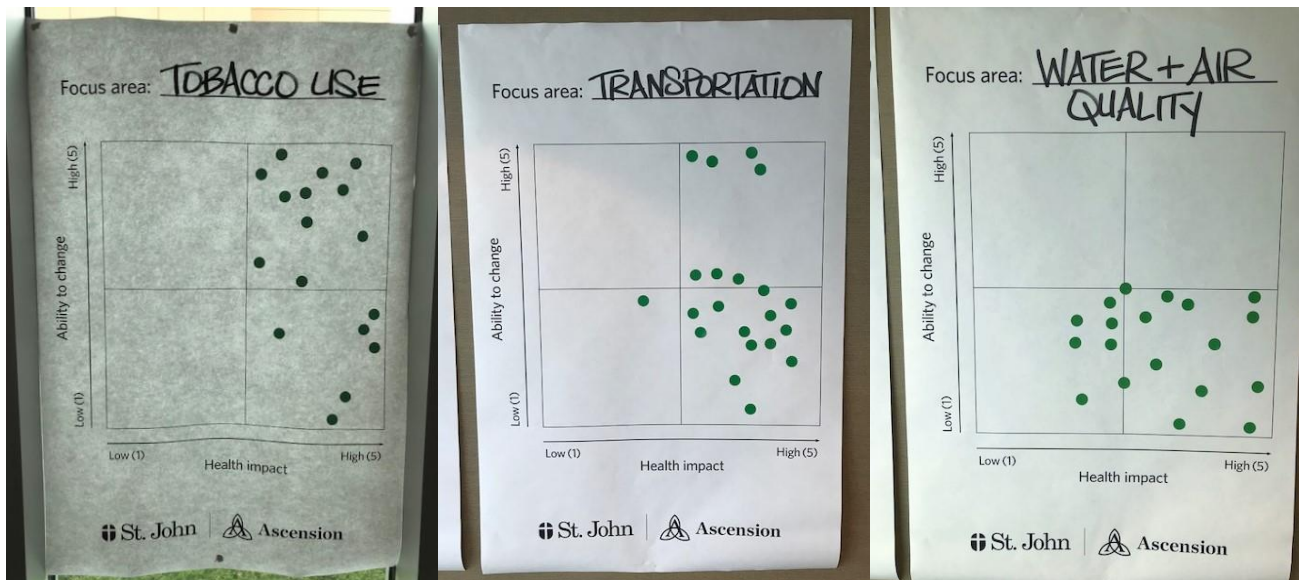 Focus area: TOBACCO USE
High (5)
Ability to change
Low (1)
Low (1)
Health impact
High (5)
St. John
Ascension
Focus area: TRANSPORTATION
High (5)
Ability to change
Low (1)
Low (1)
Health impact
High (5)
St. John
Ascension
Focus area: WATER + AIR
QUALITY
High (5)
Ability to change
Low (1)
Low (1)
Health impact
High (5)
St. John
Ascension